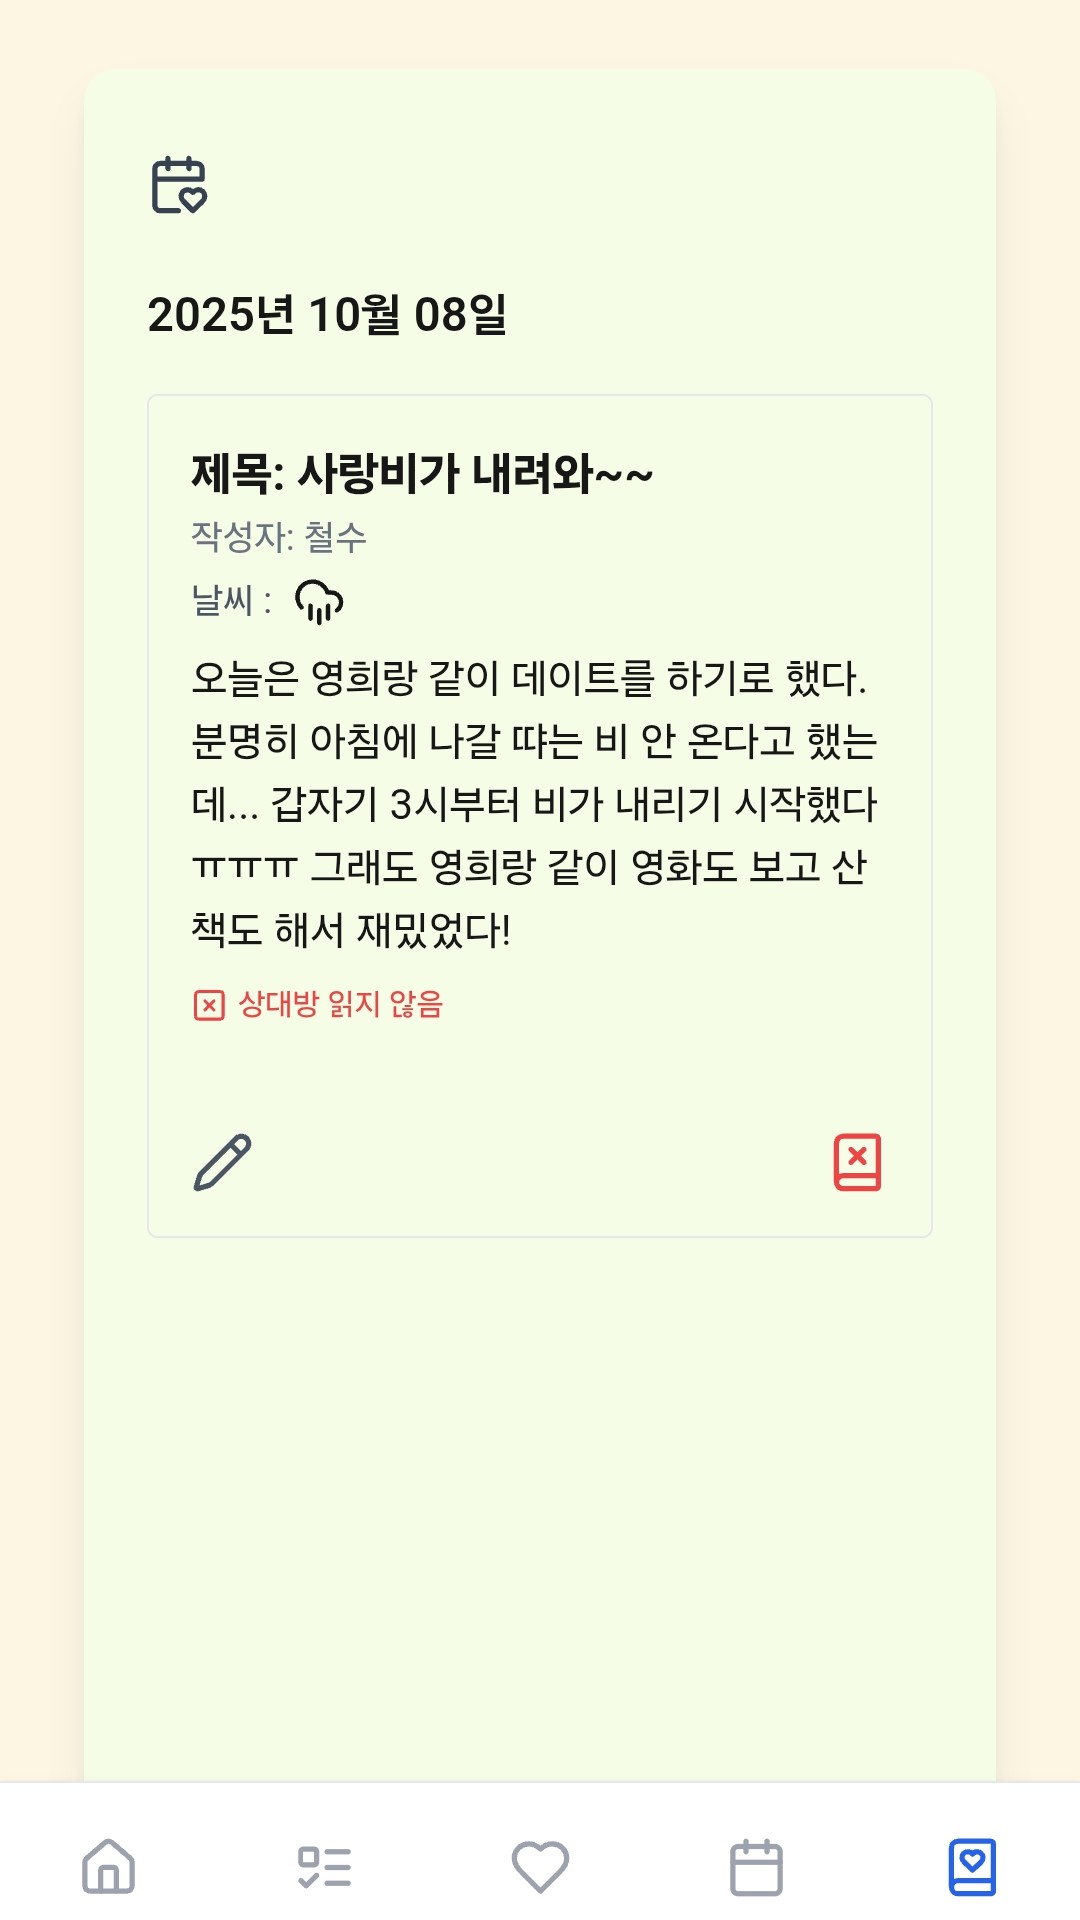 2025년 10월 08일
제목: 사랑비가 내려와~~
작성자: 철수
날씨 :
오늘은 영희랑 같이 데이트를 하기로 했다.
분명히 아침에 나갈 떄는 비 안 온다고 했는
데... 갑자기 3시부터 비가 내리기 시작했다
ㅠㅠㅠ 그래도 영희랑 같이 영화도 보고 산
책도 해서 재밌었다!
상대방 읽지 않음